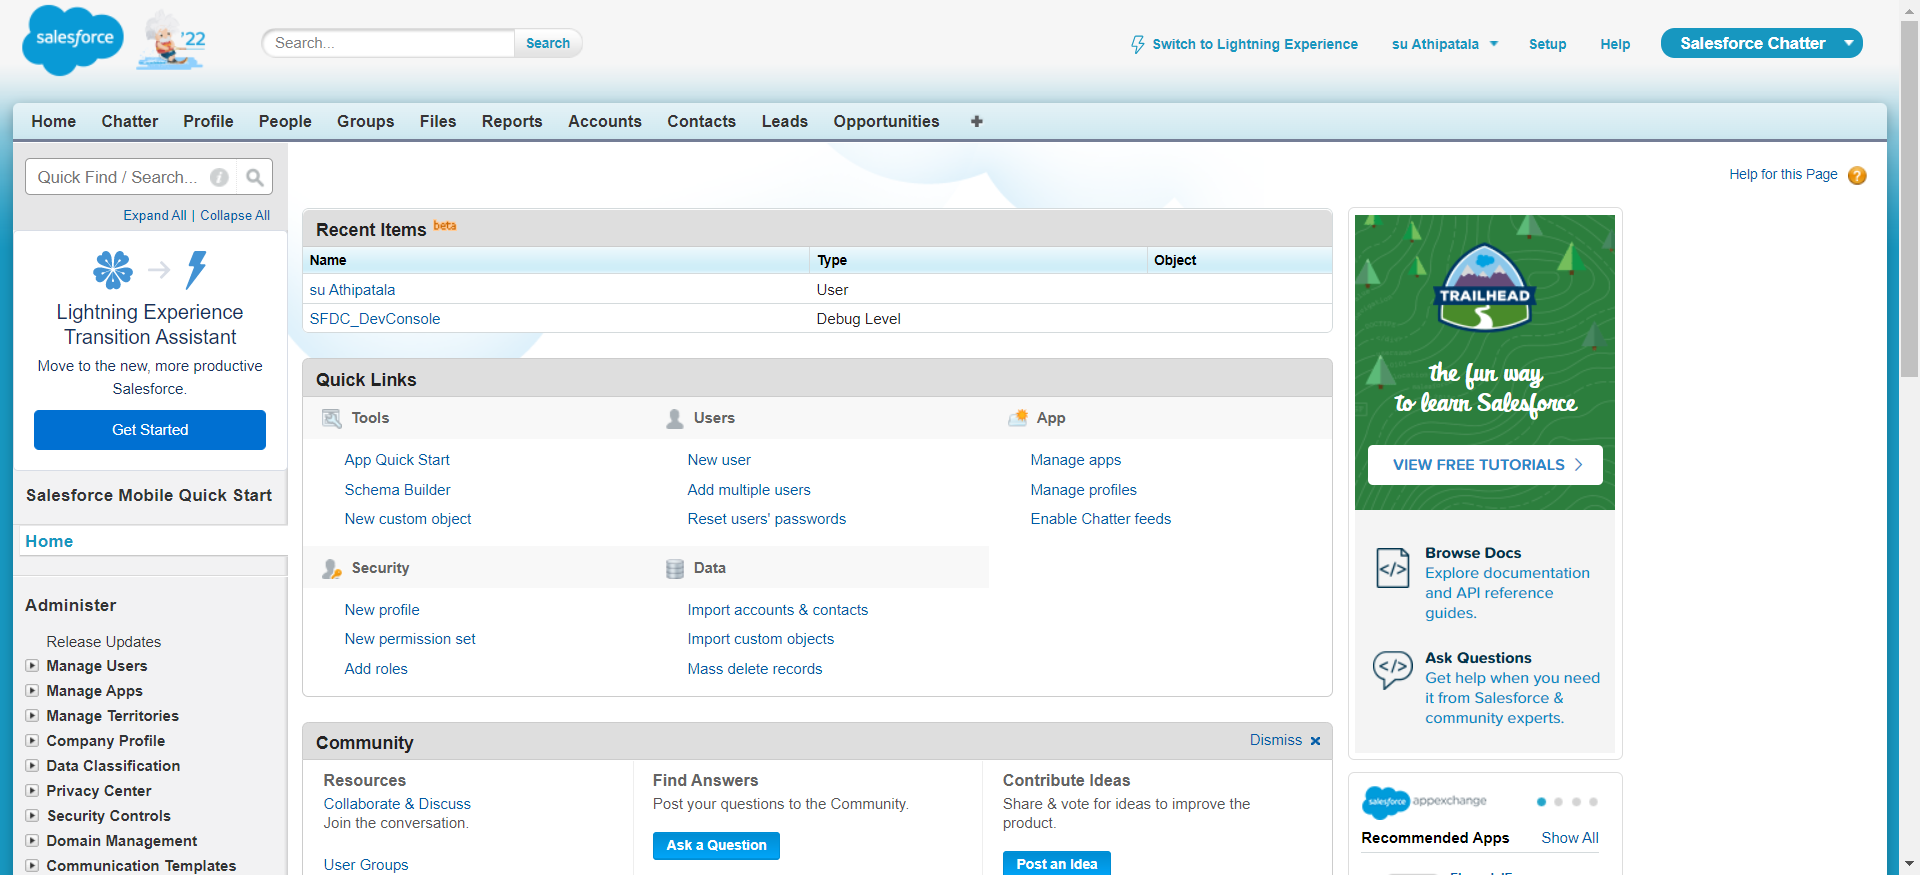 salesforce
'22
Search...
Search
Switch to Lightning Experience
su Athipatala
Setup
Help
Salesforce Chatter
Home
Chatter
Profile
People
Groups
Files
Reports
Accounts
Contacts
Leads
Opportunities
Quick Find / Search...
Expand All | Collapse All
Lightning Experience
Transition Assistant
Move to the new, more productive
Salesforce.
Get Started
Salesforce Mobile Quick Start
Home
Administer
Release Updates
Manage Users
Manage Apps
Manage Territories
Company Profile
Data Classification
Privacy Center
Security Controls
Domain Management
Communication Templates
Help for this Page
Recent Items beta
Name Type Object
su Athipatala User
SFDC_DevConsole Debug Level
Quick Links
Tools
App Quick Start
Schema Builder
New custom object
Users
New user
Add multiple users
Reset users' passwords
App
Manage apps
Manage profiles
Enable Chatter feeds
Security
New profile
New permission set
Add roles
Data
Import accounts & contacts
Import custom objects
Mass delete records
Community
Dismiss
Resources
Collaborate & Discuss
Join the conversation.
User Groups
Find Answers
Post your questions to the Community.
Ask a Question
Contribute Ideas
Share & vote for ideas to improve the
product.
Post an Idea
TRAILHEAD
the fun way
to learn Salesforce
VIEW FREE TUTORIALS
Browse Docs
Explore documentation
and API reference
guides.
Ask Questions
Get help when you need
it from Salesforce &
community experts.
salesforce appexchange
Recommended Apps
Show All